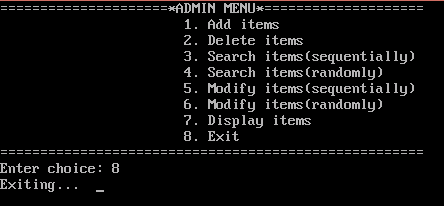 ====================*ADMIN MENU*===================
1. Add items
2. Delete items
3. Search items(sequentially)
4. Search items(randomly)
5. Modify items(sequentially)
6. Modify items(randomly)
7. Display items
8. Exit
===================================================
Enter choice: 8
Exiting... _